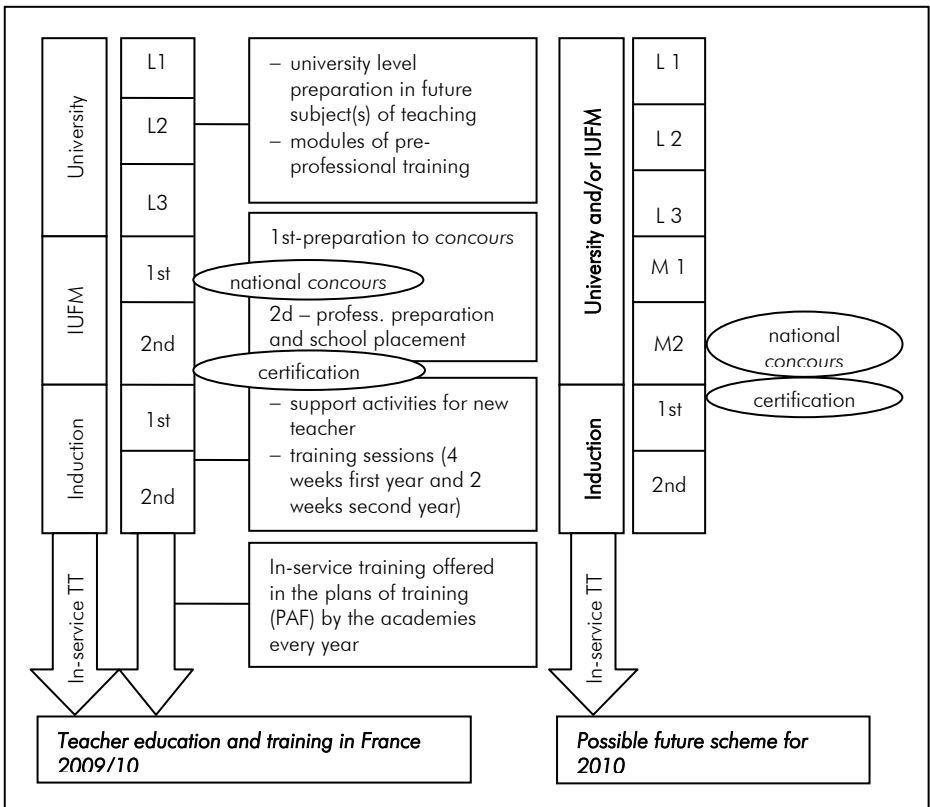 University
IUFM
Induction
In-service TT
L1
L2
L3
1st
2nd
1st
2nd
– university level
preparation in future
subject(s) of teaching
– modules of pre-
professional training
1st-preparation to concours
national concours
2d – profess. preparation
and school placement
certification
– support activities for new
teacher
– training sessions (4
weeks first year and 2
weeks second year)
In-service training offered
in the plans of training
(PAF) by the academies
every year
Teacher education and training in France
2009/10
University and/or IUFM
Induction
In-service TT
L 1
L 2
L 3
M 1
M2
1st
2nd
national
concours
certification
Possible future scheme for
2010